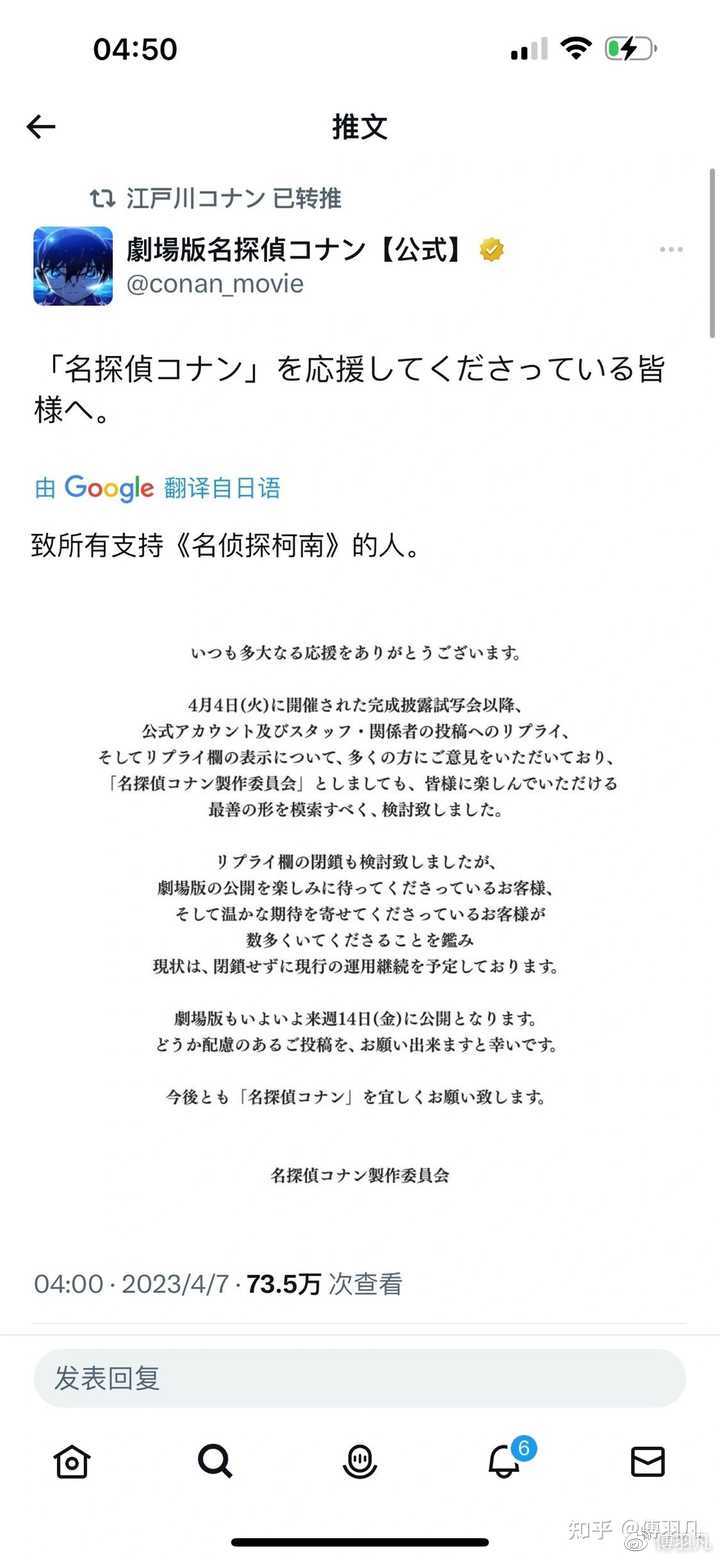 04:50
推文
江戸川コナン 已转推
劇場版名探偵コナン【公式】
@conan_movie
「名探偵コナン」を応援してくださっている皆
様へ。
由 Google 翻译自日语
致所有支持《名侦探柯南》的人。
いつも多大なる応援をありがとうございます。
4月4日(火)に開催された完成披露試写会以降、
公式アカウント及びスタッフ・関係者の投稿へのリプライ、
そしてリプライ欄の表示について、多くの方にご意見をいただいており、
「名探偵コナン製作委員会」としましても、皆様に楽しんでいただける
最善の形を模索すべく、検討致しました。
リプライ欄の閉鎖も検討致しましたが、
劇場版の公開を楽しみに待ってくださっているお客様、
そして温かな期待を寄せてくださっているお客様が
数多くいてくださることを鑑み
現状は、閉鎖せずに現行の運用継続を予定しております。
劇場版もいよいよ来週14日(金)に公開となります。
どうか配慮のあるご投稿を、お願い出来ますと幸いです。
今後とも「名探偵コナン」を宜しくお願い致します。
名探偵コナン製作委員会
04:00 · 2023/4/7 · 73.5万 次查看
发表回复
6
知乎 @傅羽凡
@傅羽凡